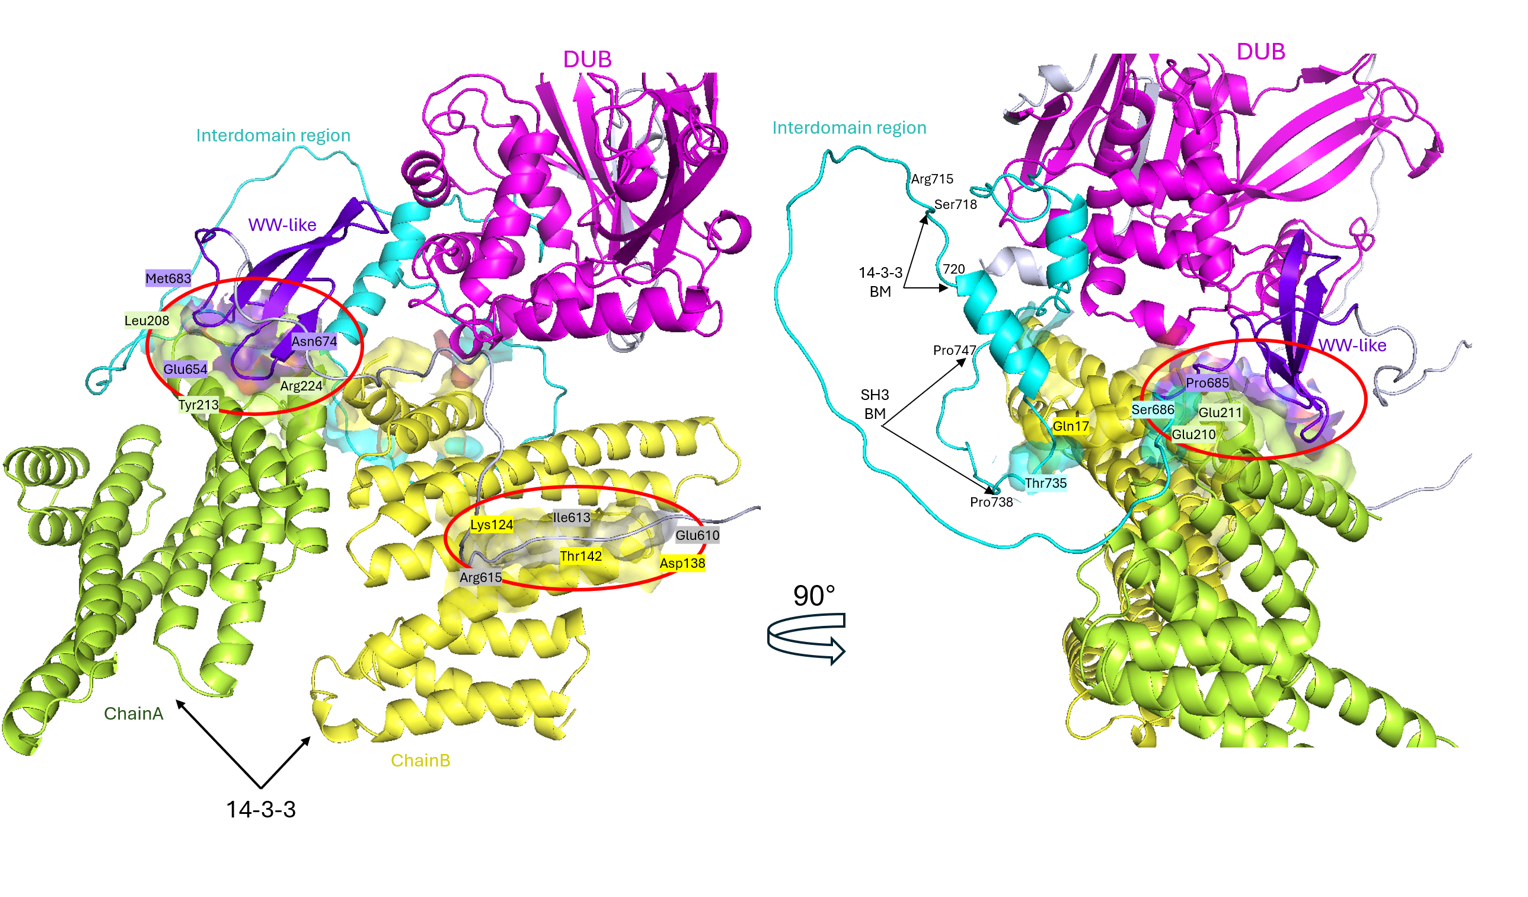 DUB
Interdomain region
WW-like
Met683
Leu208
Asn674
Glu654
Arg224
Tyr213
Lys124
Ile613
Glu610
Thr142
Asp138
Arg615
ChainA
ChainB
14-3-3
90°
DUB
Interdomain region
Arg715
Ser718
14-3-3
BM
720
Pro747
WW-like
SH3
BM
Pro685
Ser686
Glu211
Gln17
Glu210
Thr735
Pro738